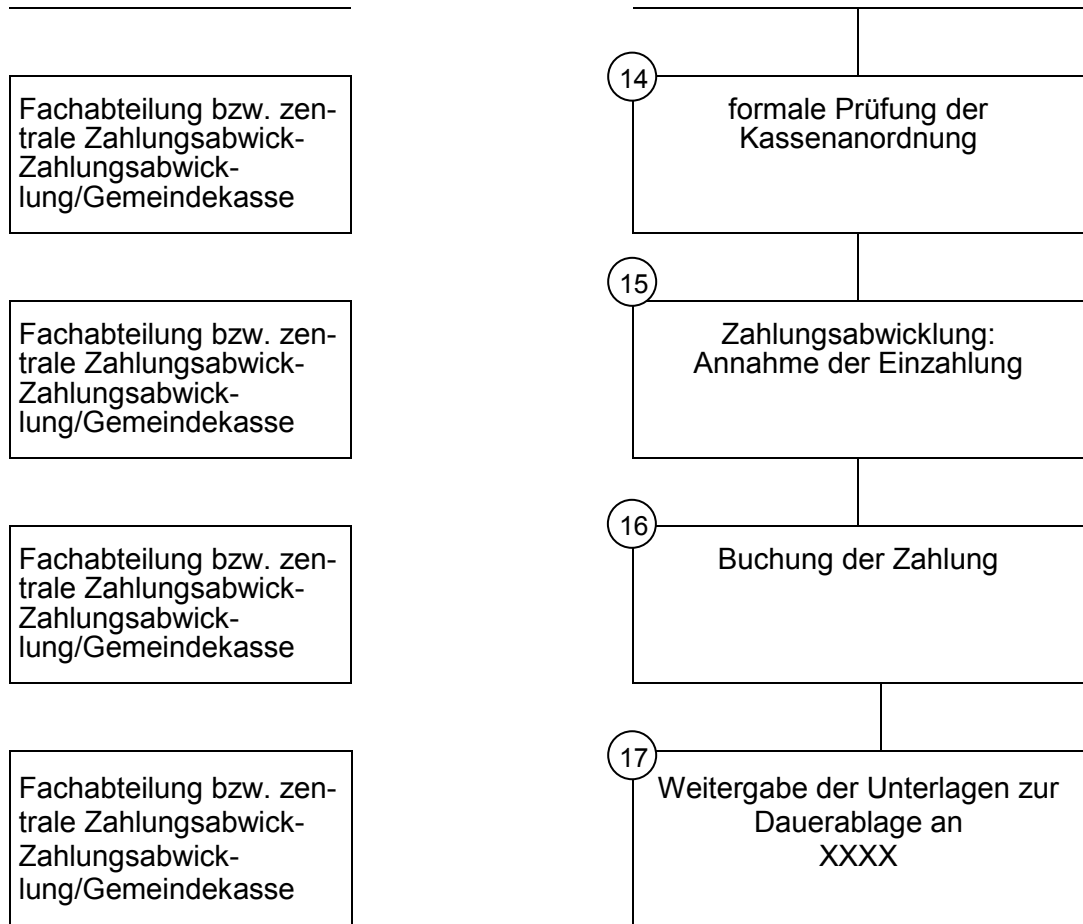 14
Fachabteilung bzw. zen-
trale Zahlungsabwick-
Zahlungsabwick-
lung/Gemeindekasse
formale Prüfung der
Kassenanordnung
15
Fachabteilung bzw. zen-
trale Zahlungsabwick-
Zahlungsabwick-
lung/Gemeindekasse
Zahlungsabwicklung:
Annahme der Einzahlung
16
Fachabteilung bzw. zen-
trale Zahlungsabwick-
Zahlungsabwick-
lung/Gemeindekasse
Buchung der Zahlung
17
Fachabteilung bzw. zen-
trale Zahlungsabwick-
Zahlungsabwick-
lung/Gemeindekasse
Weitergabe der Unterlagen zur
Dauerablage an
XXXX